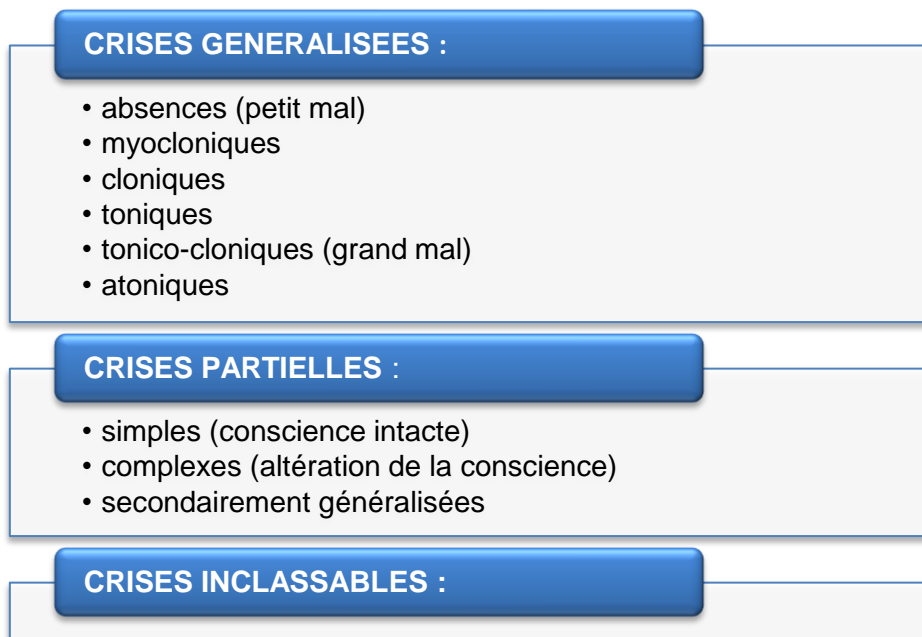 CRISES GENERALISEES :
• absences (petit mal)
• myocloniques
• cloniques
• toniques
• tonico-cloniques (grand mal)
• atoniques
CRISES PARTIELLES :
• simples (conscience intacte)
• complexes (altération de la conscience)
• secondairement généralisées
CRISES INCLASSABLES :